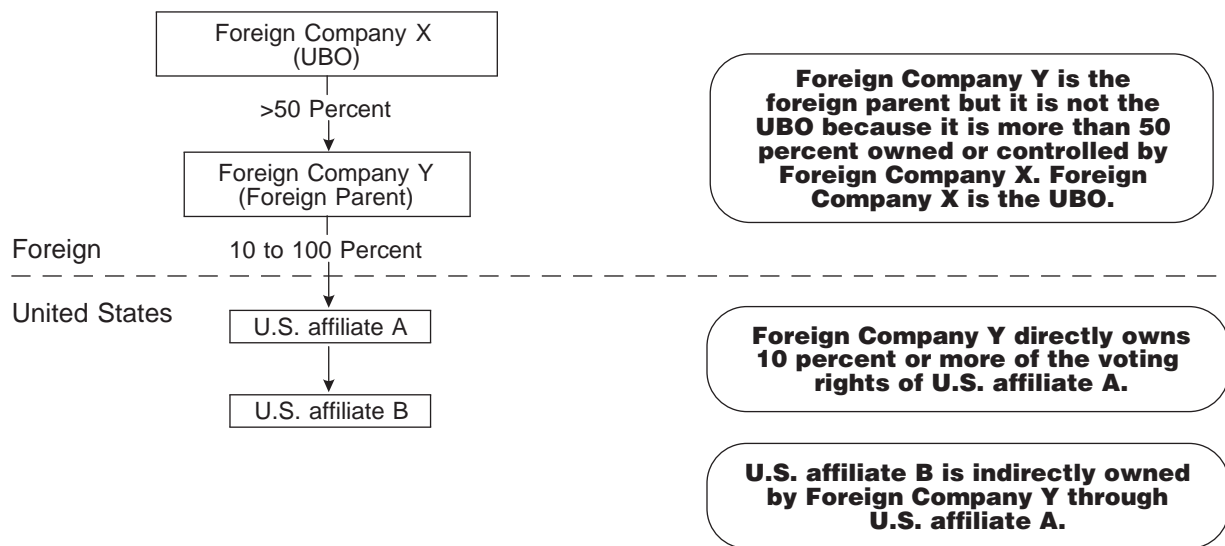 Foreign Company X
(UBO)
>50 Percent
Foreign Company Y
(Foreign Parent)
Foreign
10 to 100 Percent
United States
U.S. affiliate A
U.S. affiliate B
Foreign Company Y is the
foreign parent but it is not the
UBO because it is more than 50
percent owned or controlled by
Foreign Company X. Foreign
Company X is the UBO.
Foreign Company Y directly owns
10 percent or more of the voting
rights of U.S. affiliate A.
U.S. affiliate B is indirectly owned
by Foreign Company Y through
U.S. affiliate A.